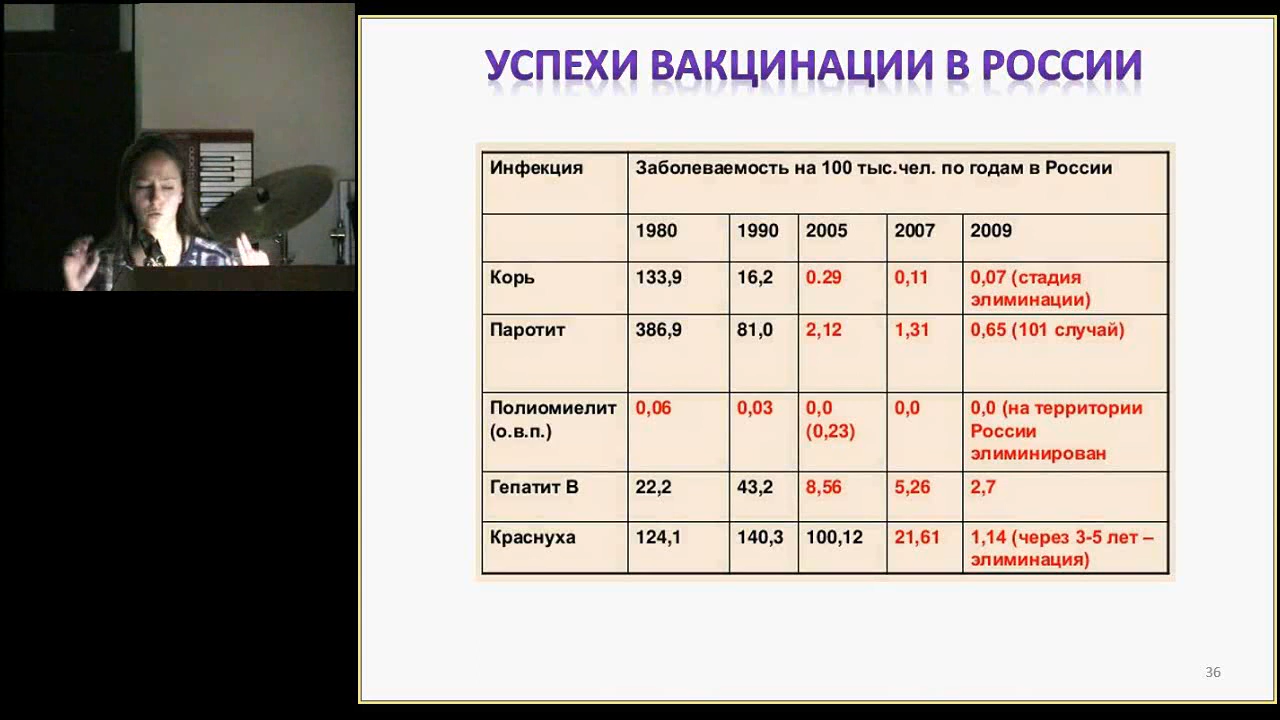 УСПЕХИ ВАКЦИНАЦИИ В РОССИИ
Инфекция Заболеваемость на 100 тыс.чел. по годам в России
1980 1990 2005 2007 2009
Корь 133,9 16,2 0.29 0,11 0,07 (стадия
элиминации)
Паротит 386,9 81,0 2,12 1,31 0,65 (101 случай)
Полиомиелит 0,06 0,03 0,0 0,0 0,0 (на территории
(о.в.п.) (0,23) России
элиминирован
Гепатит В 22,2 43,2 8,56 5,26 2,7
Краснуха 124,1 140,3 100,12 21,61 1,14 (через 3-5 лет –
элиминация)
36